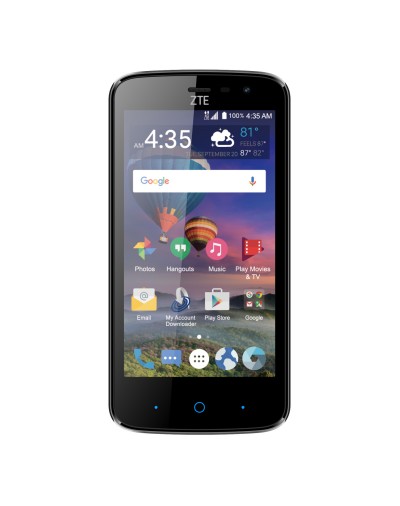 ZTE
100% 4:35 AM
AM 4:35
81°
FEELS 87°
SEPTEMBER 20 87° 82°
Google
Photos
Hangouts
Music
Play Movies
& TV
Email
My Account
Downloader
Play Store
Google